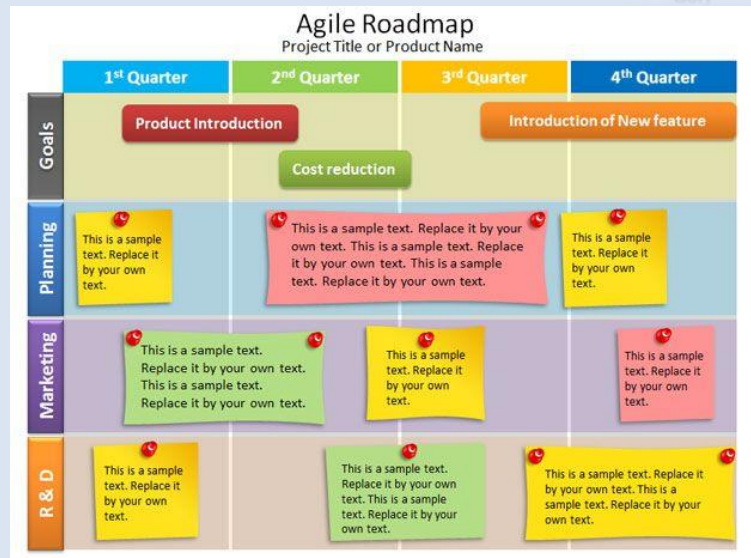 Agile Roadmap
Project Title or Product Name
1st Quarter
2nd Quarter
3rd Quarter
4th Quarter
Goals
Product Introduction
Introduction of New feature
Cost reduction
Planning
This is a sample
text. Replace it
by your own
text.
This is a sample text. Replace it by your
own text. This is a sample text. Replace
it by your own text. This is a sample
text. Replace it by your own text.
This is a sample
text. Replace it
by your own
text.
Marketing
This is a sample text.
Replace it by your own text.
This is a sample text.
Replace it by your own text.
This is a sample
text. Replace it
by your own
text.
This is a sample
text. Replace it
by your own
text.
R & D
This is a sample
text. Replace it
by your own
text.
This is a sample text.
Replace it by your own
text. This is a sample
text. Replace it by your
own text.
This is a sample text. Replace it
by your own text. This is a
sample text. Replace it by your
own text.